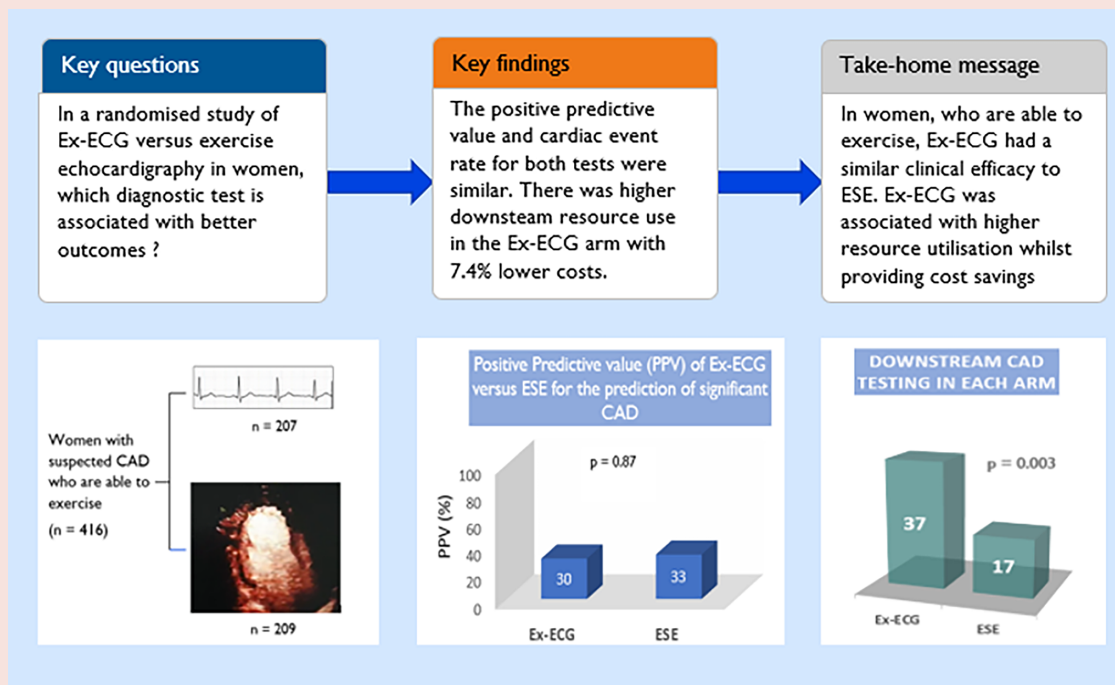 Key questions
In a randomised study of
Ex-ECG versus exercise
echocardiography in women,
which diagnostic test is
associated with better
outcomes ?
Key findings
The positive predictive
value and cardiac event
rate for both tests were
similar. There was higher
downsteam resource use
in the Ex-ECG arm with
7.4% lower costs.
Take-home message
In women, who are able to
exercise, Ex-ECG had a
similar clinical efficacy to
ESE. Ex-ECG was
associated with higher
resource utilisation whilst
providing cost savings
Women with
suspected CAD
who are able to
exercise
(n = 416)
n = 207
n = 209
Positive Predictive value (PPV) of Ex-ECG
versus ESE for the prediction of significant
CAD
p = 0.87
PPV (%)
100
80
60
40
20
0
30
33
Ex-ECG
ESE
DOWNSTREAM CAD
TESTING IN EACH ARM
p = 0.003
37
17
Ex-ECG
ESE